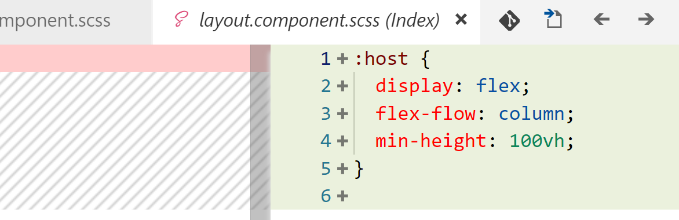 mponent.scss
layout.component.scss (Index)
1 + :host {
2 + display: flex;
3 + flex-flow: column;
4 + min-height: 100vh;
5 + }
6 +